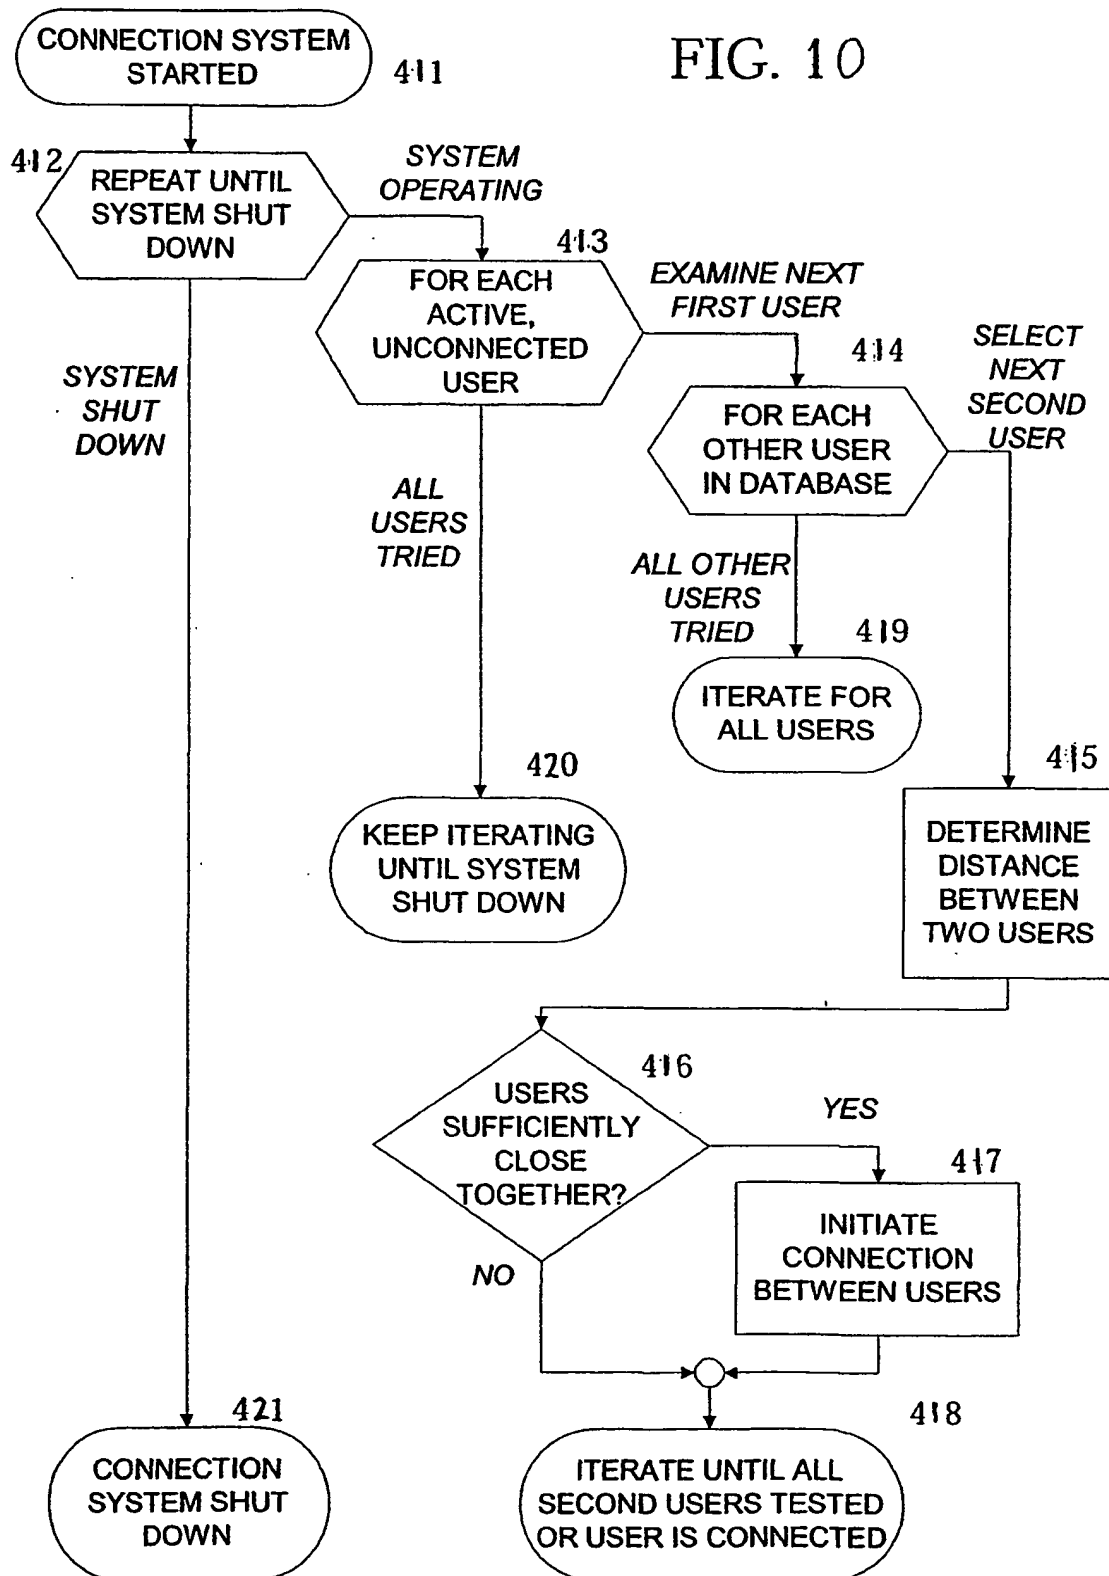 CONNECTION SYSTEM
STARTED
411
FIG. 10
412
REPEAT UNTIL
SYSTEM SHUT
DOWN
SYSTEM
OPERATING
413
FOR EACH
ACTIVE,
UNCONNECTED
USER
EXAMINE NEXT
FIRST USER
414
FOR EACH
OTHER USER
IN DATABASE
SELECT
NEXT
SECOND
USER
SYSTEM
SHUT
DOWN
ALL
USERS
TRIED
ALL OTHER
USERS
TRIED
419
ITERATE FOR
ALL USERS
420
KEEP ITERATING
UNTIL SYSTEM
SHUT DOWN
415
DETERMINE
DISTANCE
BETWEEN
TWO USERS
416
USERS
SUFFICIENTLY
CLOSE
TOGETHER?
YES
417
INITIATE
CONNECTION
BETWEEN USERS
NO
418
ITERATE UNTIL ALL
SECOND USERS TESTED
OR USER IS CONNECTED
421
CONNECTION
SYSTEM SHUT
DOWN